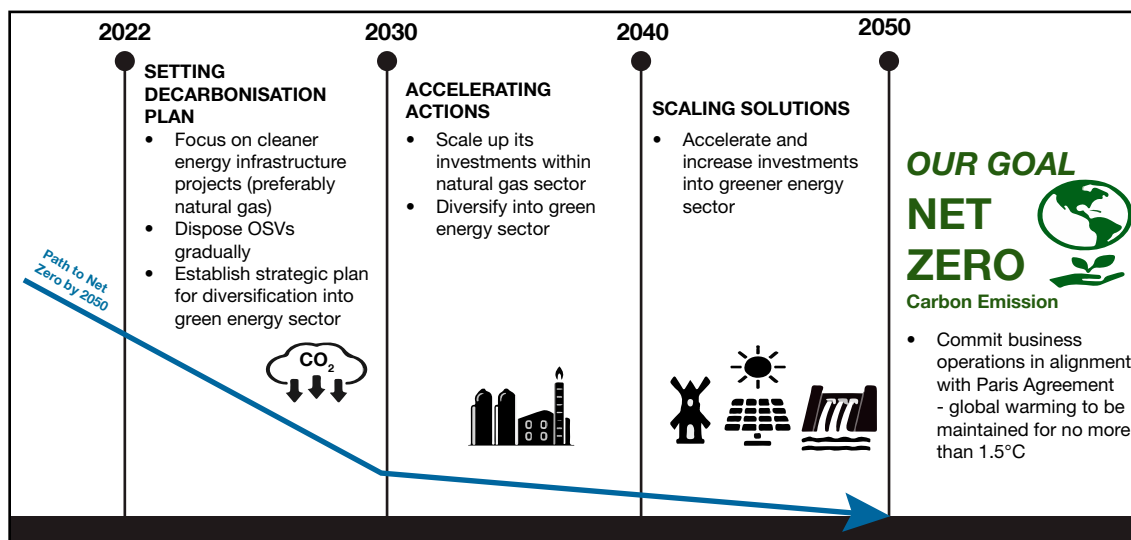 2022
2030
2040
2050
SETTING
DECARBONISATION
PLAN
• Focus on cleaner
energy infrastructure
projects (preferably
natural gas)
• Dispose OSVs
gradually
• Establish strategic plan
for diversification into
green energy sector
CO2
ACCELERATING
ACTIONS
• Scale up its
investments within
natural gas sector
• Diversify into green
energy sector
SCALING SOLUTIONS
• Accelerate and
increase investments
into greener energy
sector
OUR GOAL
NET
ZERO
Carbon Emission
• Commit business
operations in alignment
with Paris Agreement
- global warming to be
maintained for no more
than 1.5°C
Path to Net
Zero by 2050